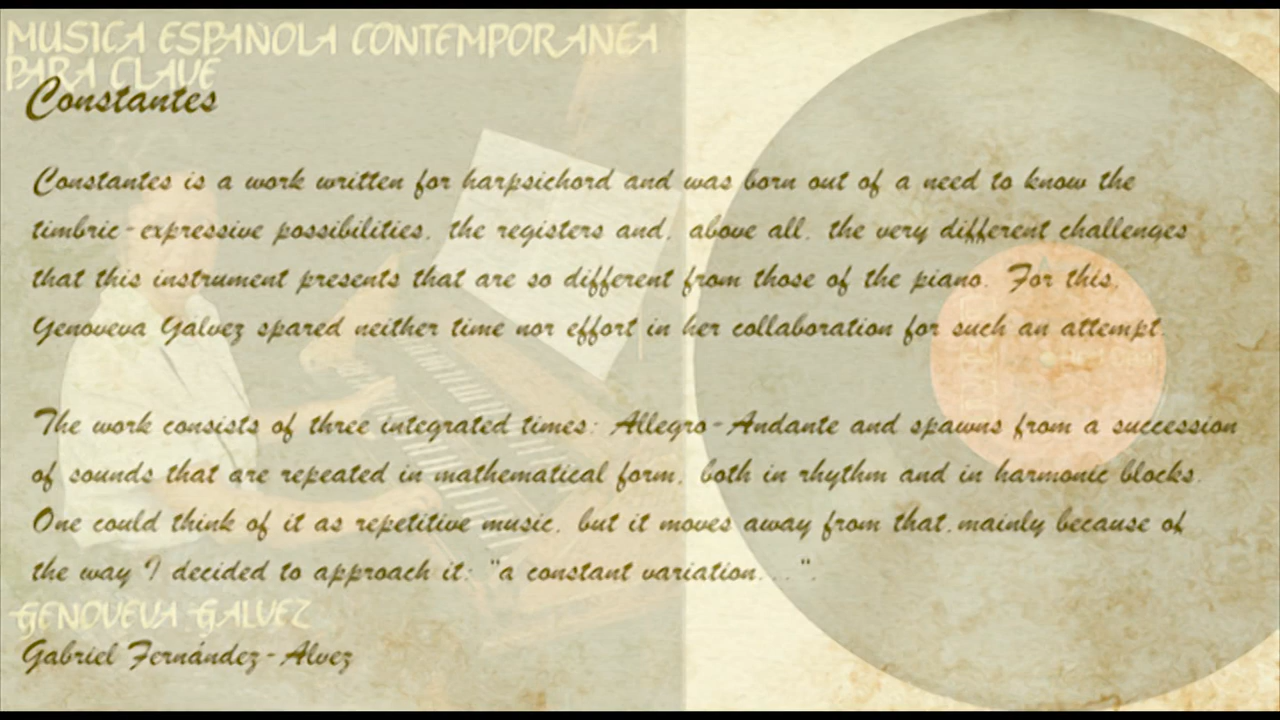 MUSICA ESPANOLA CONTEMPORANEA
PARA CLAVE
Constantes
Constantes is a work written for harpsichord and was born out of a need to know the
timbric-expressive possibilities, the registers and, above all, the very different challenges
that this instrument presents that are so different from those of the piano. For this,
Genoveva Gálvez spared neither time nor effort in her collaboration for such an attempt.
The work consists of three integrated times: Allegro-Andante and spawns from a succession
of sounds that are repeated in mathematical form, both in rhythm and in harmonic blocks.
One could think of it as repetitive music, but it moves away from that, mainly because of
the way I decided to approach it: "a constant variation....".
GENOVEVA GALVEZ
Gabriel Fernández-Alvez